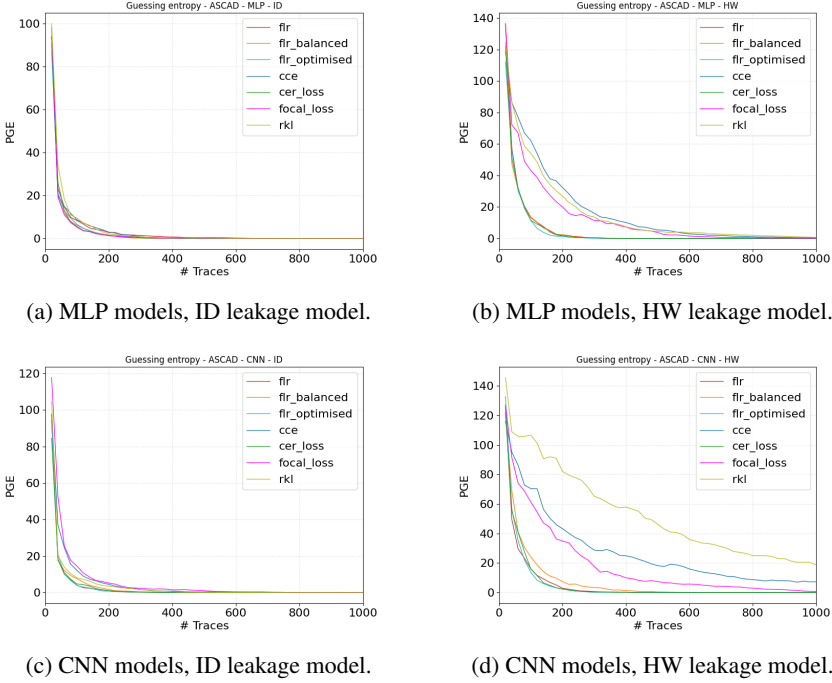 Guessing entropy - ASCAD - MLP - ID
100
80
60
40
20
0
PGE
flr
flr_balanced
flr_optimised
cce
cer_loss
focal_loss
rkl
0 200 400 600 800 1000
# Traces
(a) MLP models, ID leakage model.
Guessing entropy - ASCAD - MLP - HW
140
120
100
80
60
40
20
0
PGE
flr
flr_balanced
flr_optimised
cce
cer_loss
focal_loss
rkl
0 200 400 600 800 1000
# Traces
(b) MLP models, HW leakage model.
Guessing entropy - ASCAD - CNN - ID
120
100
80
60
40
20
0
PGE
flr
flr_balanced
flr_optimised
cce
cer_loss
focal_loss
rkl
0 200 400 600 800 1000
# Traces
(c) CNN models, ID leakage model.
Guessing entropy - ASCAD - CNN - HW
140
120
100
80
60
40
20
0
PGE
flr
flr_balanced
flr_optimised
cce
cer_loss
focal_loss
rkl
0 200 400 600 800 1000
# Traces
(d) CNN models, HW leakage model.